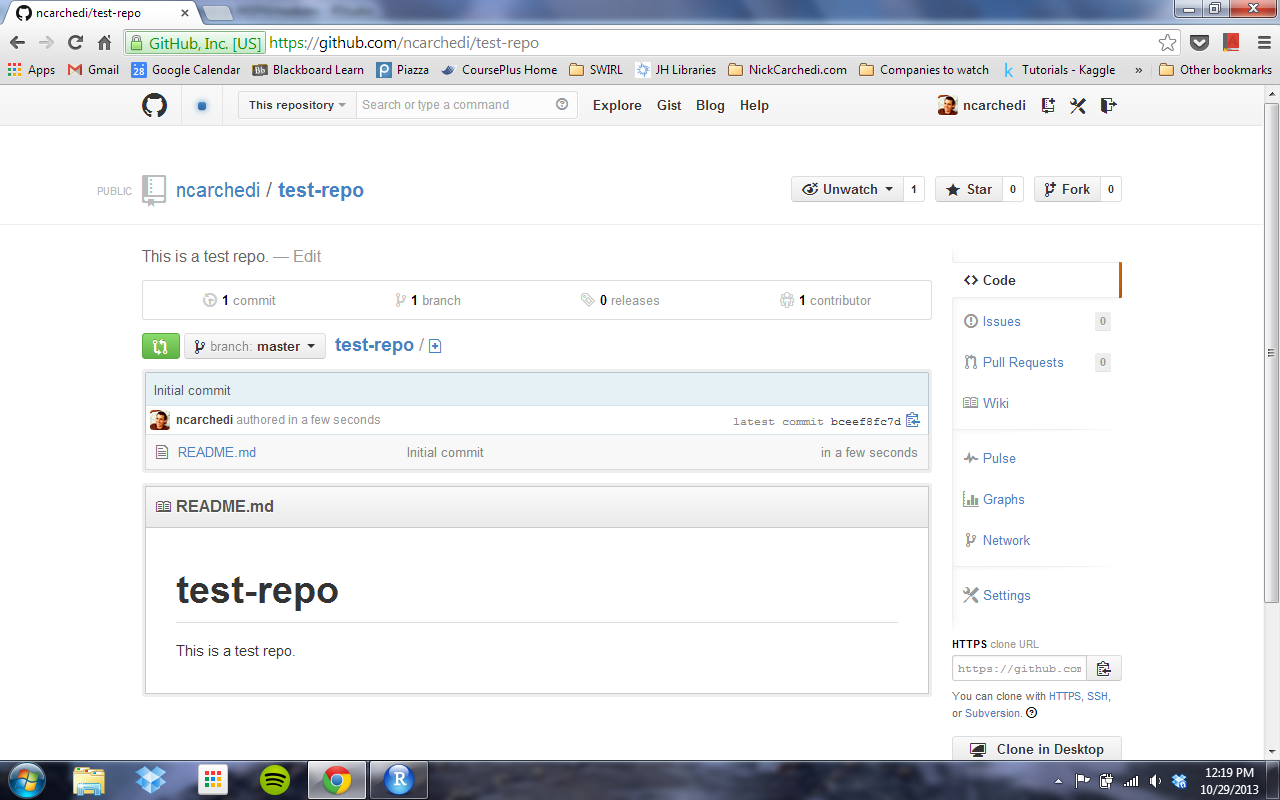 ncarchedi/test-repo
GitHub, Inc. [US] https://github.com/ncarchedi/test-repo
Apps Gmail 28 Google Calendar Bb Blackboard Learn Piazza CoursePlus Home SWIRL JH Libraries NickCarchedi.com Companies to watch k Tutorials - Kaggle » Other bookmarks
This repository Search or type a command Explore Gist Blog Help ncarchedi
PUBLIC ncarchedi / test-repo Unwatch 1 Star 0 Fork 0
This is a test repo. — Edit
1 commit 1 branch 0 releases 1 contributor
branch: master test-repo /
Initial commit
ncarchedi authored in a few seconds latest commit bceef8fc7d
README.md Initial commit in a few seconds
README.md
test-repo
This is a test repo.
Code
Issues 0
Pull Requests 0
Wiki
Pulse
Graphs
Network
Settings
HTTPS clone URL
https://github.com
You can clone with HTTPS, SSH,
or Subversion.
Clone in Desktop
R
12:19 PM
10/29/2013